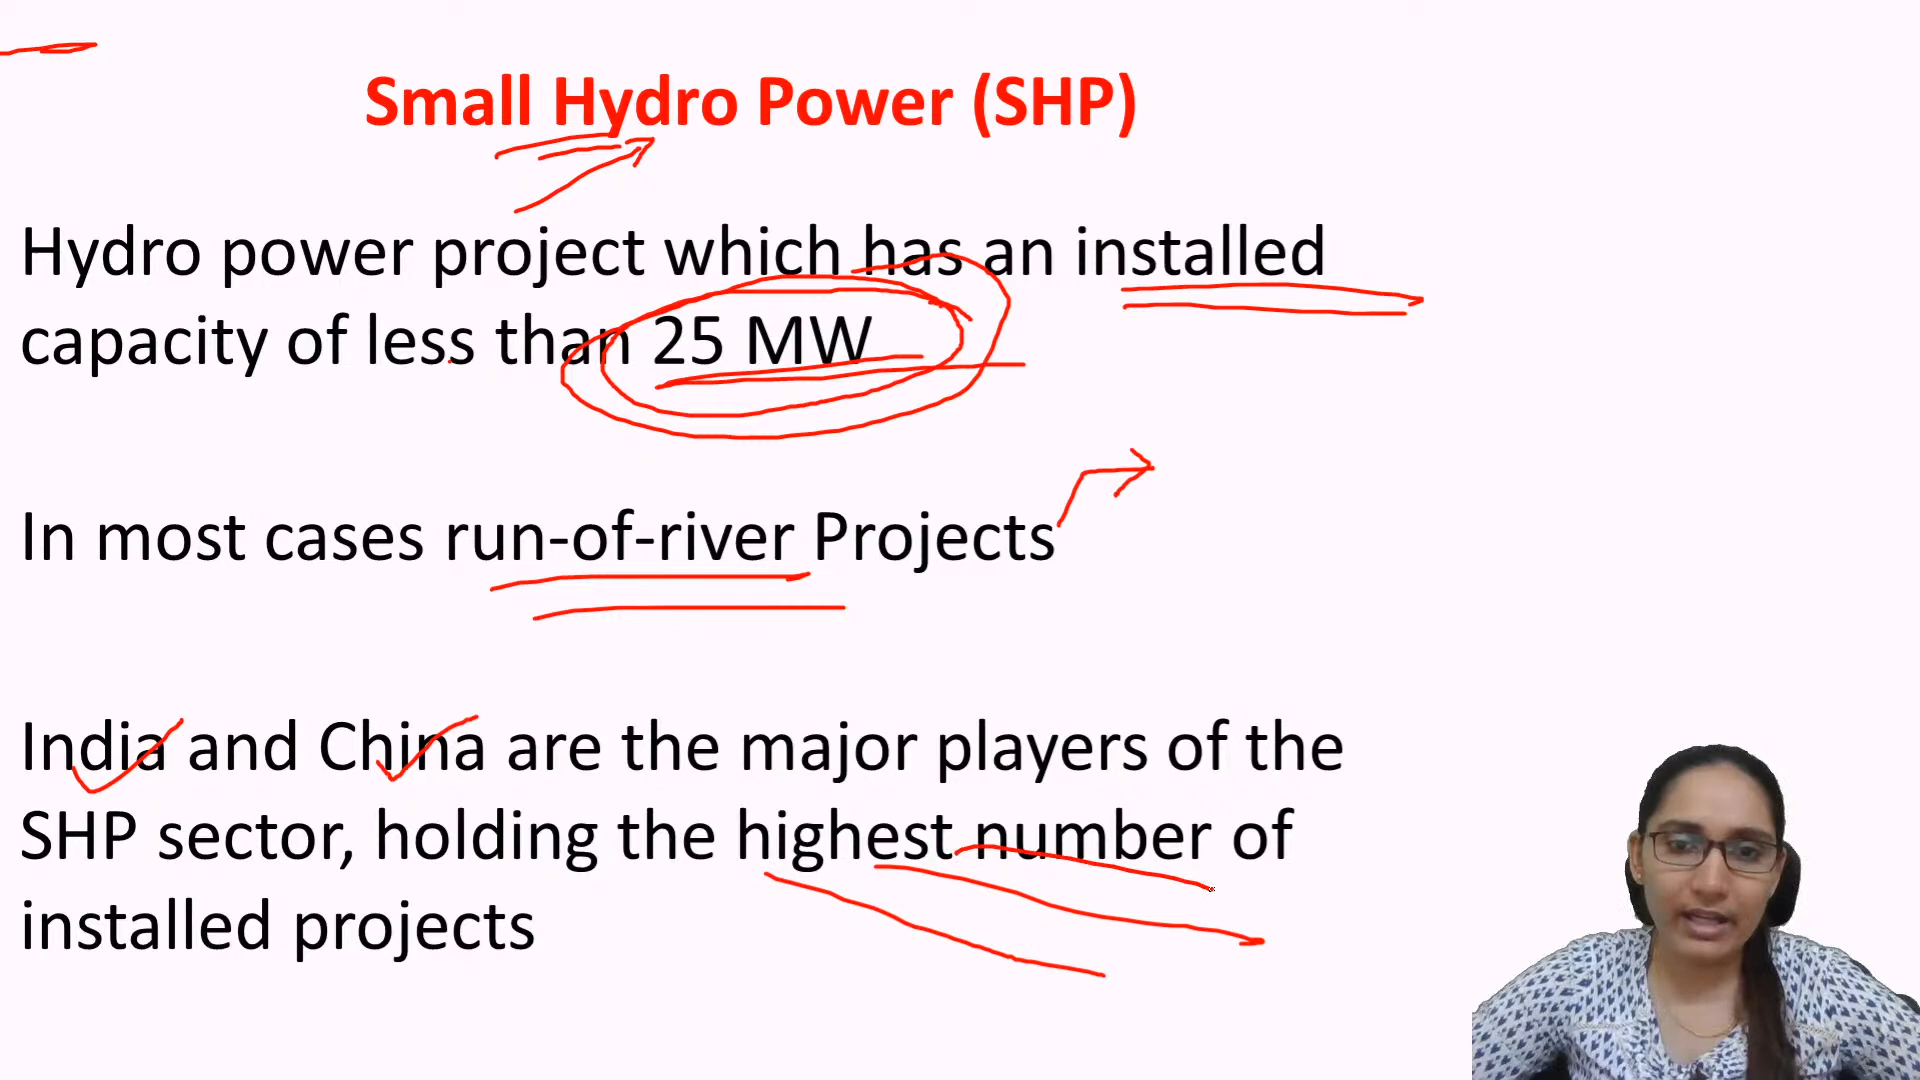 Small Hydro Power (SHP)
Hydro power project which has an installed
capacity of less than 25 MW
In most cases run-of-river Projects
India and China are the major players of the
SHP sector, holding the highest number of
installed projects